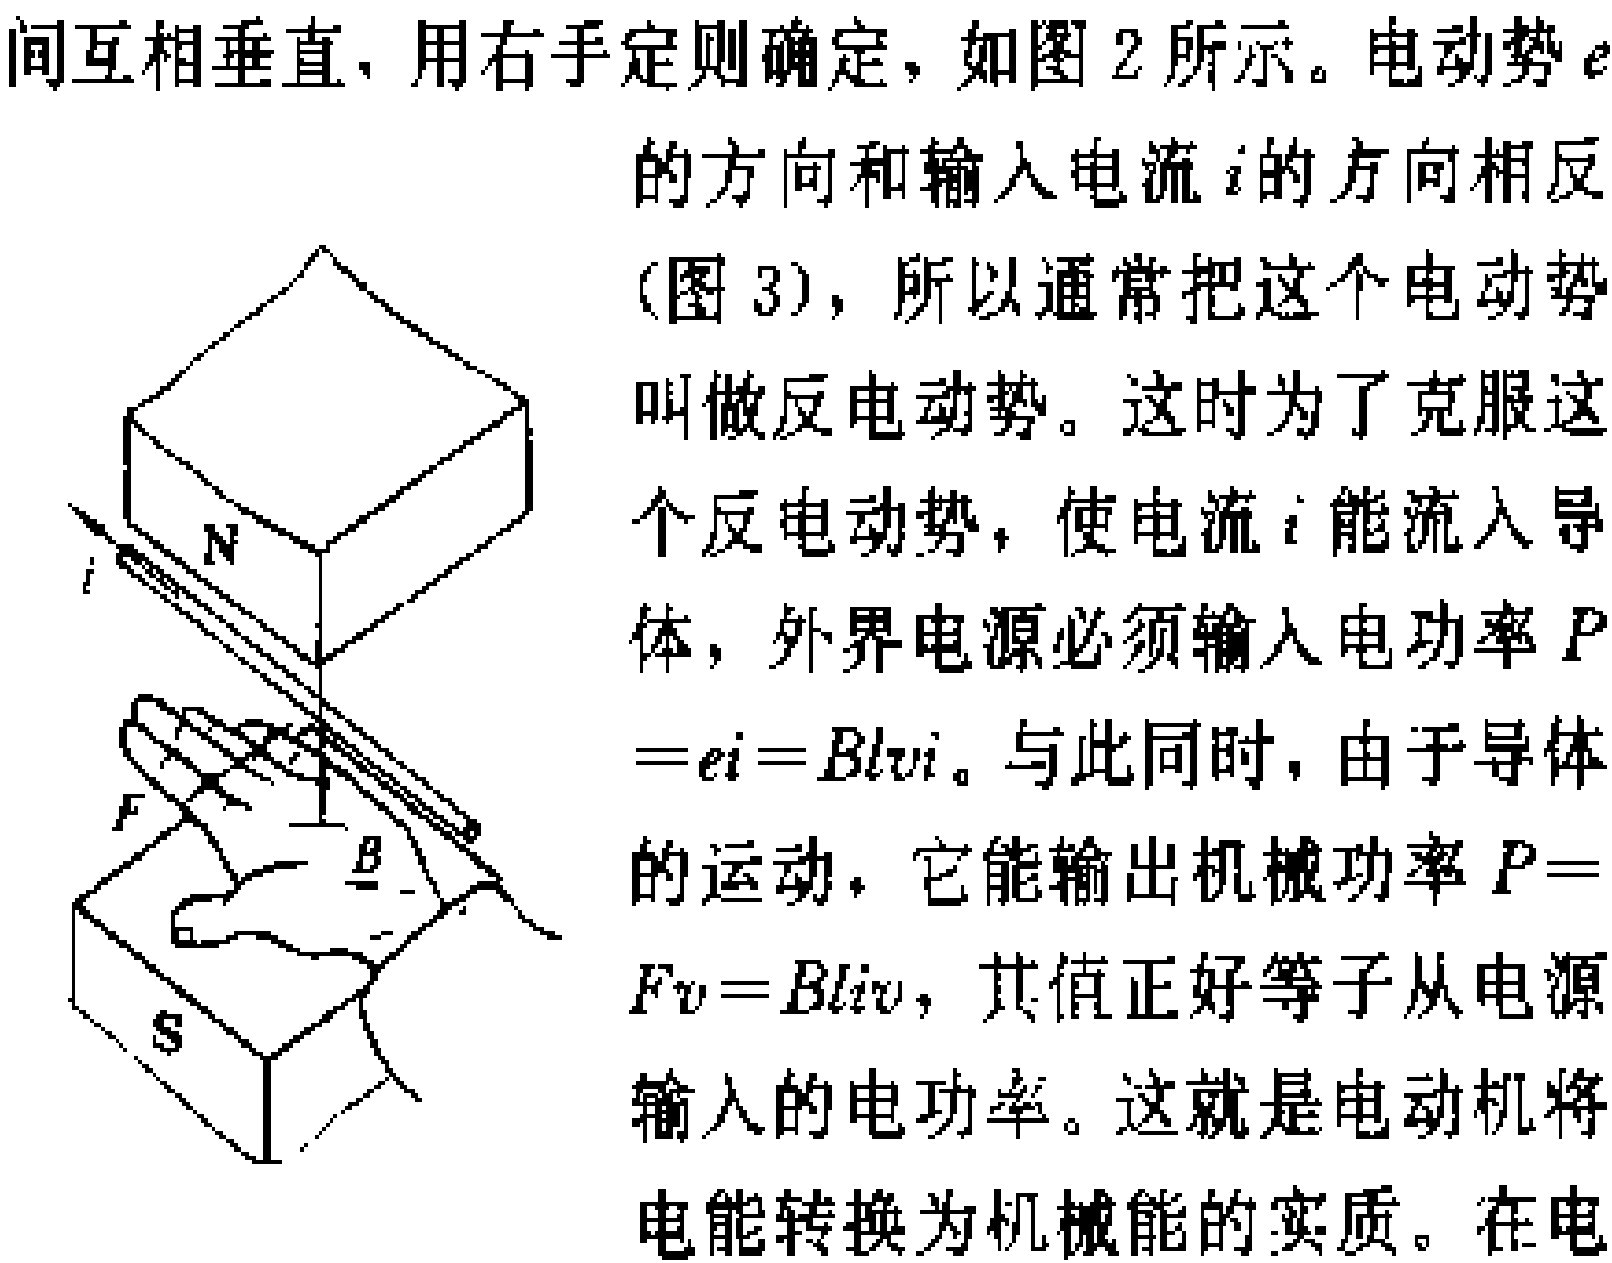 间互相垂直，用右手定则确定，如图 2 所示。电动势 e
的方向和输入电流 i 的方向相反
(图 3)，所以通常把这个电动势
叫做反电动势。这时为了克服这
个反电动势，使电流 i 能流入导
体，外界电源必须输入电功率 P
=ei=Blvi。与此同时，由于导体
的运动，它能输出机械功率 P=
Fv=Bliv，其值正好等于从电源
输入的电功率。这就是电动机将
电能转换为机械能的实质。在电
N
i
F
B
S